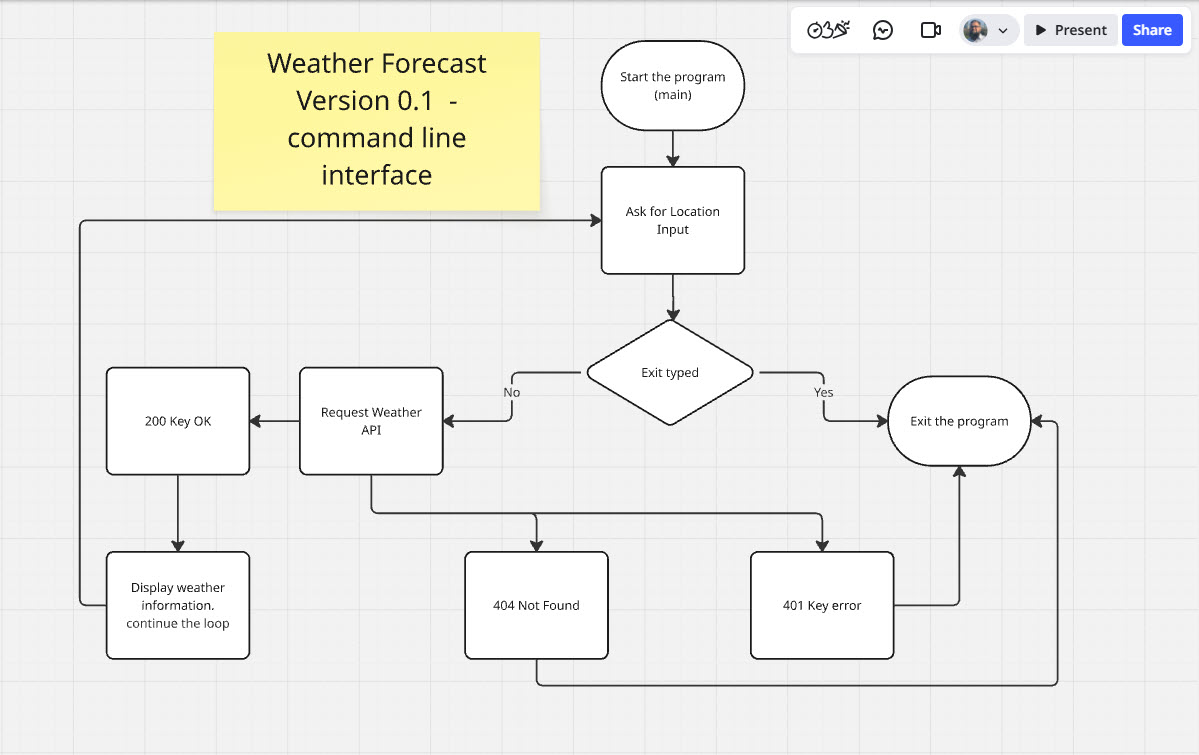 Present
Share
Weather Forecast
Version 0.1 -
command line
interface
Start the program
(main)
Ask for Location
Input
Exit typed
No
Yes
200 Key OK
Request Weather
API
Exit the program
Display weather
information.
continue the loop
404 Not Found
401 Key error